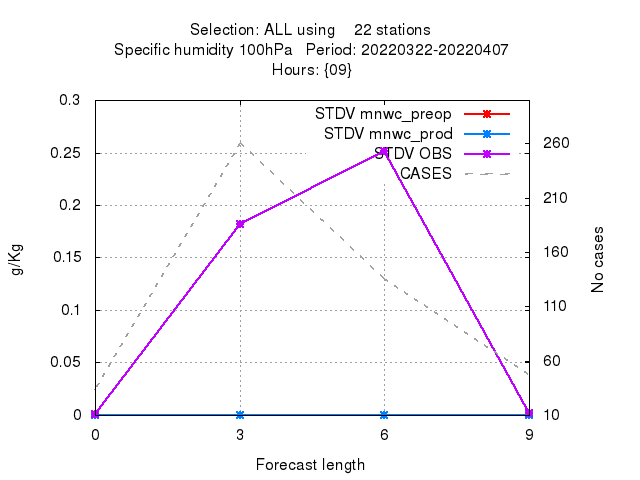 Selection: ALL using    22 stations
Specific humidity 100hPa   Period: 20220322-20220407
Hours: {09}
0.3
0.25
0.2
0.15
0.1
0.05
0
g/Kg
STDV mnwc_preop
STDV mnwc_prod
STDV OBS
CASES
260
210
160
110
60
10
No cases
0
3
6
9
Forecast length